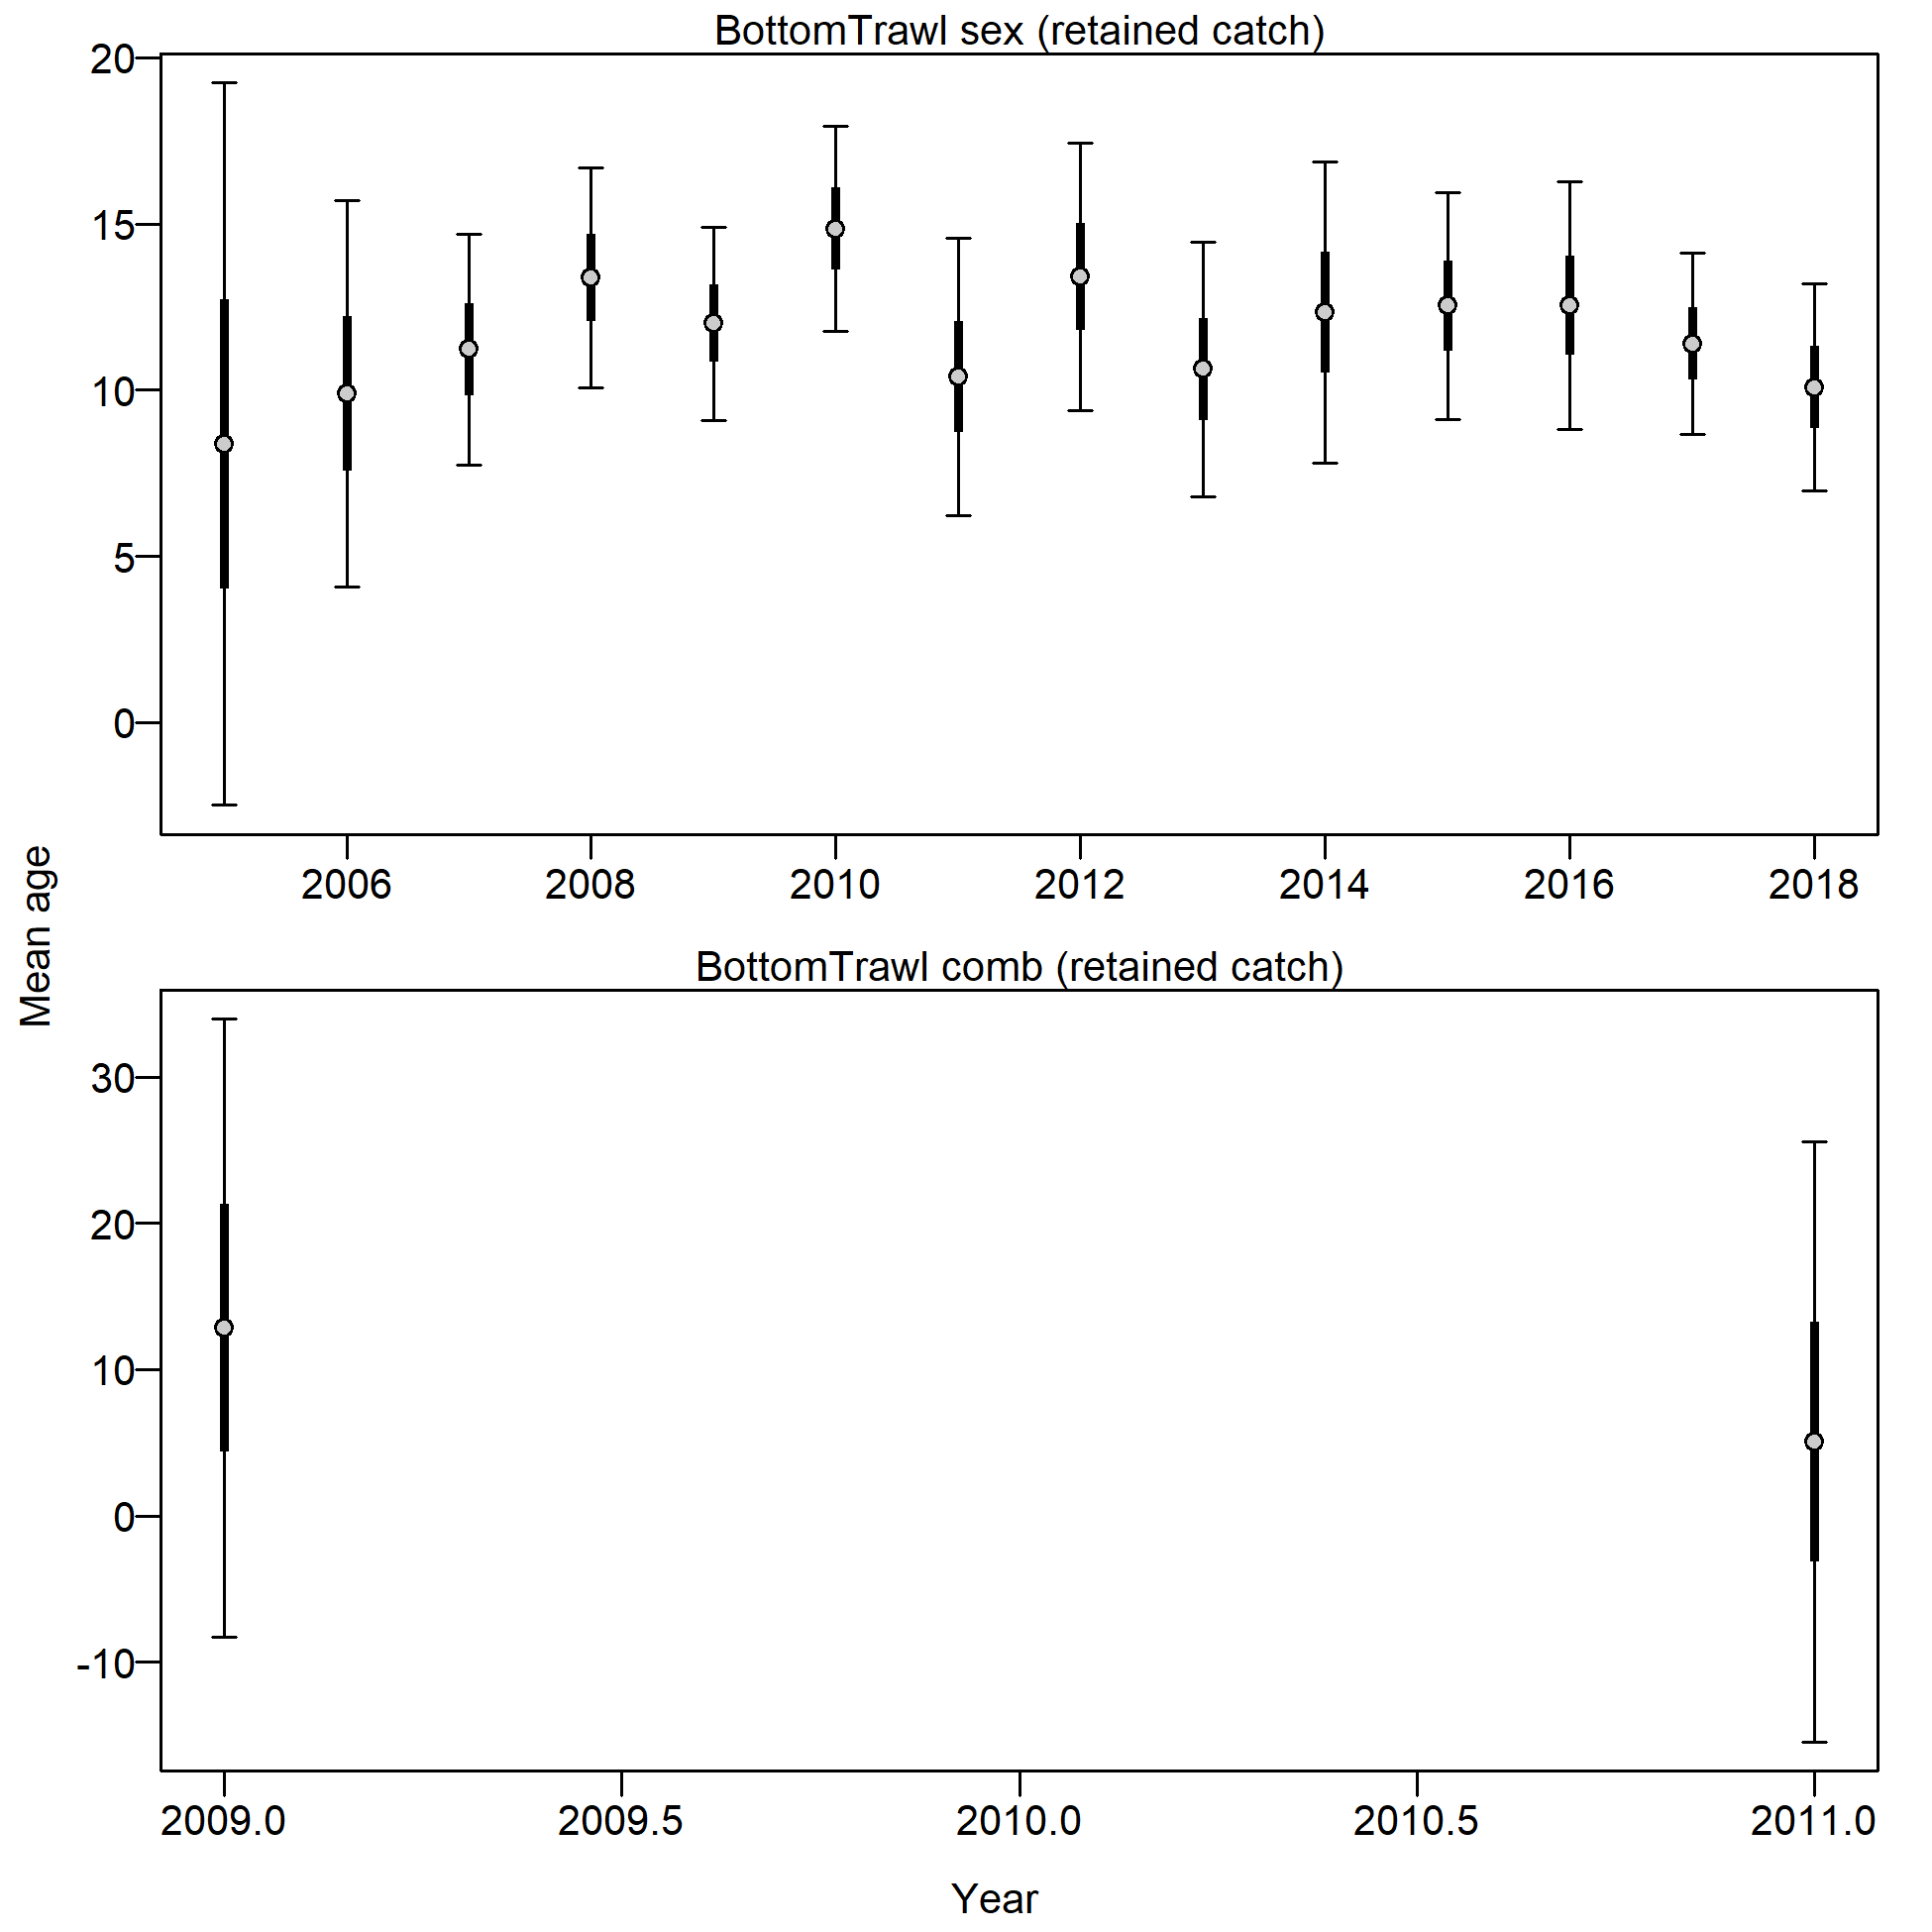 BottomTrawl sex (retained catch)
20
15
10
5
0
2006 2008 2010 2012 2014 2016 2018
Mean age
BottomTrawl comb (retained catch)
30
20
10
0
-10
2009.0 2009.5 2010.0 2010.5 2011.0
Year